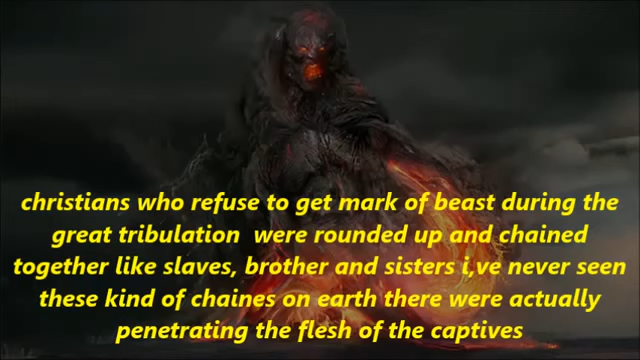 christians who refuse to get mark of beast during the
great tribulation were rounded up and chained
together like slaves, brother and sisters i,ve never seen
these kind of chaines on earth there were actually
penetrating the flesh of the captives